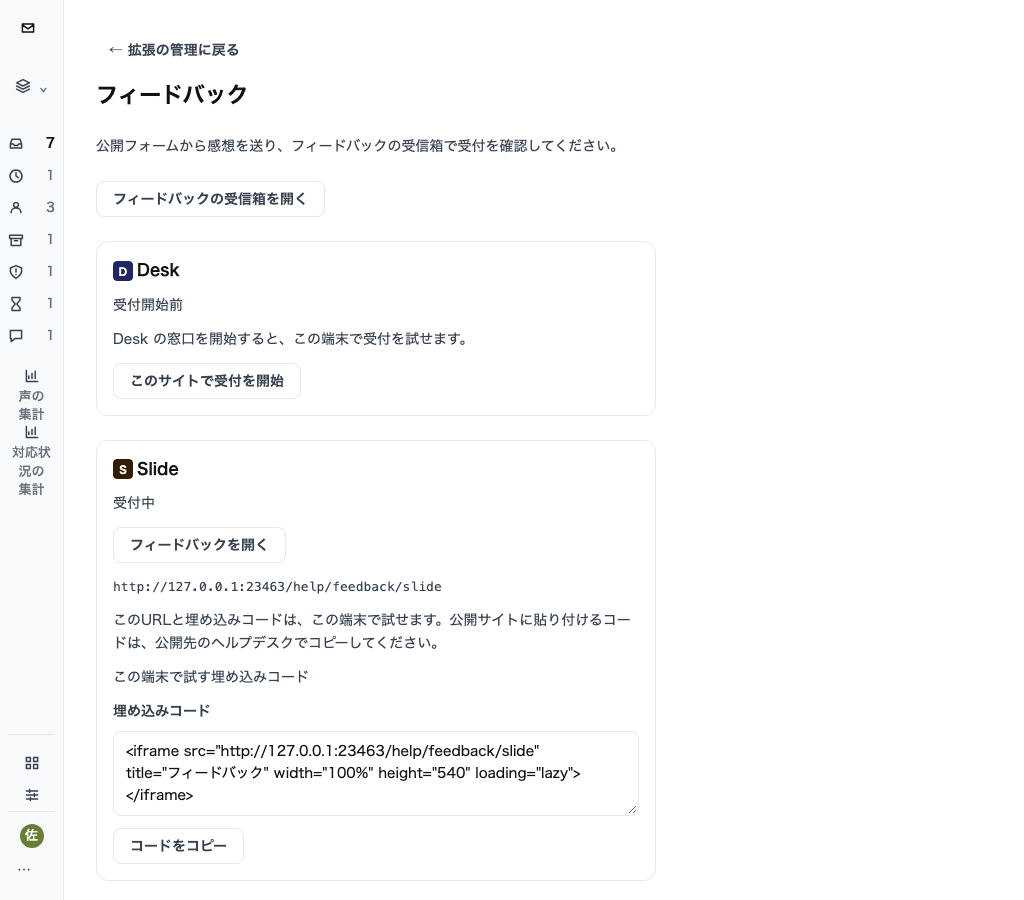 ← 拡張の管理に戻る
フィードバック
公開フォームから感想を送り、フィードバックの受信箱で受付を確認してください。
フィードバックの受信箱を開く
7
1
3
1
1
1
1
声の
集計
対応状
況の
集計
佐
…
D Desk
受付開始前
Desk の窓口を開始すると、この端末で受付を試せます。
このサイトで受付を開始
S Slide
受付中
フィードバックを開く
http://127.0.0.1:23463/help/feedback/slide
このURLと埋め込みコードは、この端末で試せます。公開サイトに貼り付けるコー
ドは、公開先のヘルプデスクでコピーしてください。
この端末で試す埋め込みコード
埋め込みコード
<iframe src="http://127.0.0.1:23463/help/feedback/slide"
title="フィードバック" width="100%" height="540" loading="lazy">
</iframe>
コードをコピー